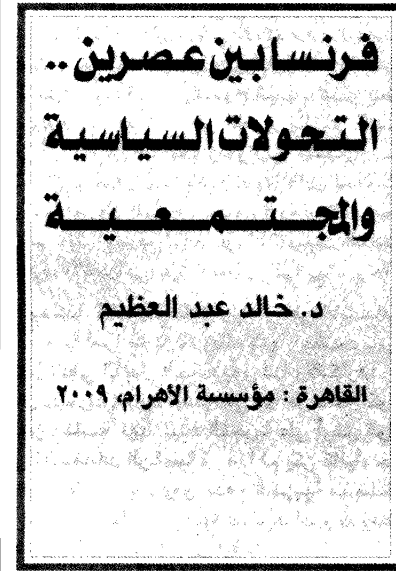 فرنسا بين عصرين ..
التحولات السياسية
والمجتمعية
د. خالد عبد العظيم
القاهرة : مؤسسة الأهرام، ٢٠٠٩